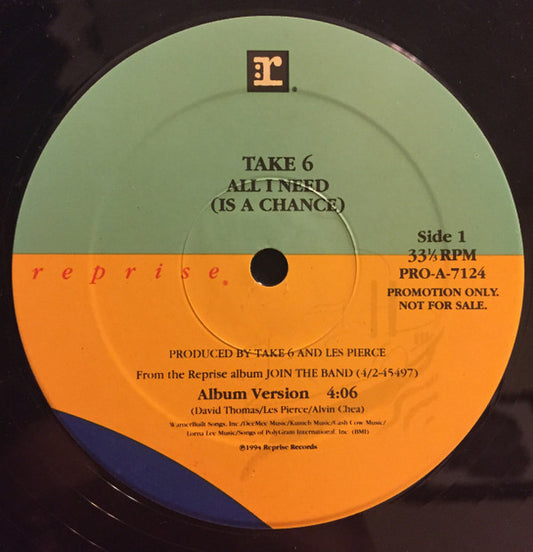 r
TAKE 6
ALL I NEED
(IS A CHANCE)
Side 1
33⅓ RPM
PRO-A-7124
PROMOTION ONLY.
NOT FOR SALE.
reprise
PRODUCED BY TAKE 6 AND LES PIERCE
From the Reprise album JOIN THE BAND (4/2-45497)
Album Version 4:06
(David Thomas/Les Pierce/Alvin Chea)
WarnerBuilt Songs, Inc./DeeMee Music/Kumeh Music/Cash Cow Music/
Lorna Lee Music/Songs of PolyGram International, Inc. (BMI)
℗1994 Reprise Records